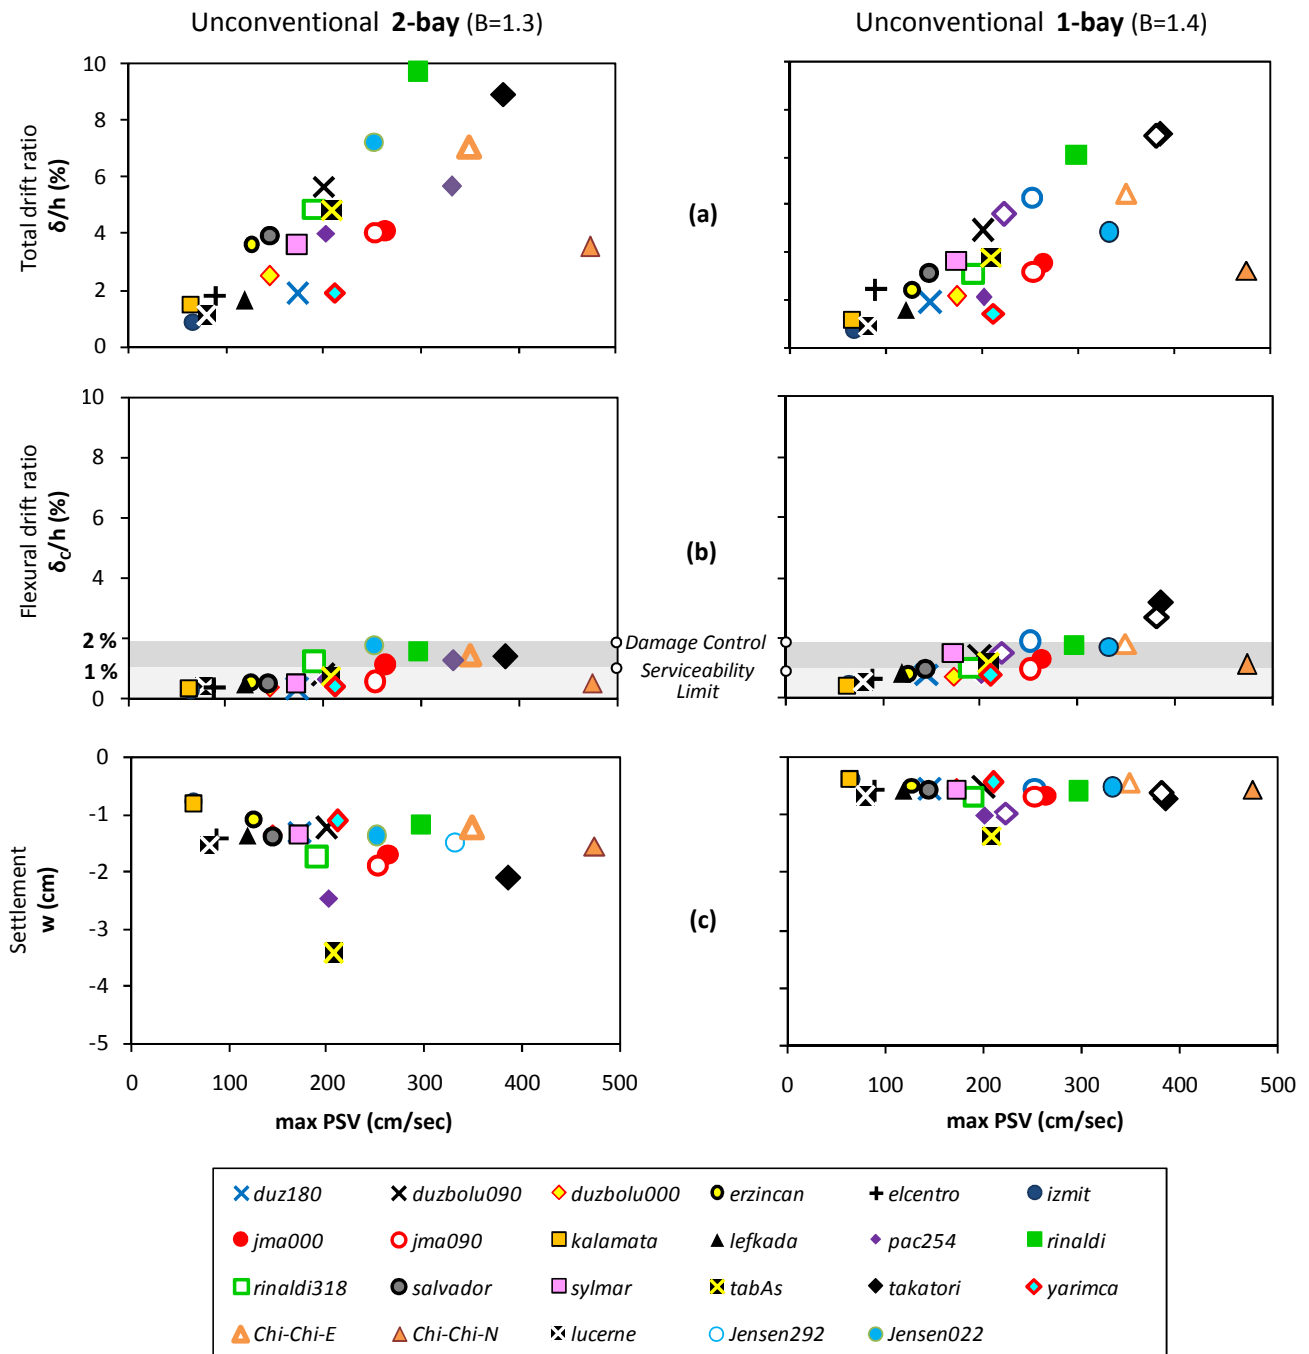 Unconventional 2-bay (B=1.3)
Unconventional 1-bay (B=1.4)
Total drift ratio
δ/h (%)
10
8
6
4
2
0
(a)
Flexural drift ratio
δC/h (%)
10
8
6
4
2 %
1 %
0
(b)
Damage Control
Serviceability
Limit
Settlement
w (cm)
0
-1
-2
-3
-4
-5
(c)
0 100 200 300 400 500
max PSV (cm/sec)
0 100 200 300 400 500
max PSV (cm/sec)
duz180 duzbolu090 duzbolu000 erzincan elcentro izmit
jma000 jma090 kalamata lefkada pac254 rinaldi
rinaldi318 salvador sylmar tabAs takatori yarimca
Chi-Chi-E Chi-Chi-N lucerne Jensen292 Jensen022